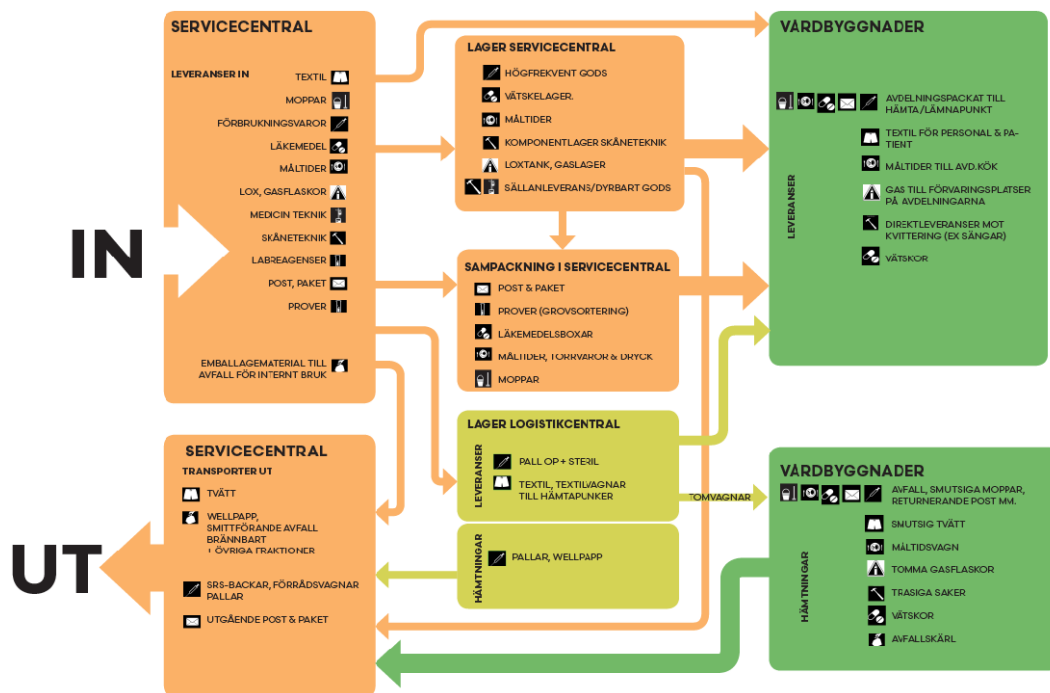 IN
SERVICECENTRAL
LEVERANSER IN
TEXTIL
MOPPAR
FÖRBRUKNINGSVAROR
LÄKEMEDEL
MÅLTIDER
LOX, GASFLASKOR
MEDICIN TEKNIK
SKÅNETEKNIK
LABREAGENSER
POST, PAKET
PROVER
EMBALLAGEMATERIAL TILL
AVFALL FÖR INTERNT BRUK
LAGER SERVICECENTRAL
HÖGFREKVENT GODS
VÄTSKELAGER.
MÅLTIDER
KOMPONENTLAGER SKÅNETEKNIK
LOXTANK, GASLAGER
SÄLLANLEVERANS/DYRBART GODS
SAMPACKNING I SERVICECENTRAL
POST & PAKET
PROVER (GROVSORTERING)
LÄKEMEDELSBOXAR
MÅLTIDER, TORRVAROR & DRYCK
MOPPAR
LAGER LOGISTIKCENTRAL
LEVERANSER
PALL OP + STERIL
TEXTIL, TEXTILVAGNAR
TILL HÄMTAPUNKER
HÄMTNINGAR
PALLAR, WELLPAPP
TOMVAGNAR
VÅRDBYGGNADER
LEVERANSER
AVDELNINGSPACKAT TILL
HÄMTA/LÄMNAPUNKT
TEXTIL FÖR PERSONAL & PA-
TIENT
MÅLTIDER TILL AVD.KÖK
GAS TILL FÖRVARINGSPLATSER
PÅ AVDELNINGARNA
DIREKTLEVERANSER MOT
KVITTERING (EX SÄNGAR)
VÄTSKOR
VÅRDBYGGNADER
HÄMTNINGAR
AVFALL, SMUTSIGA MOPPAR,
RETURNERANDE POST MM.
SMUTSIG TVÄTT
MÅLTIDSVAGN
TOMMA GASFLASKOR
TRASIGA SAKER
VÄTSKOR
AVFALLSKÄRL
UT
SERVICECENTRAL
TRANSPORTER UT
TVÄTT
WELLPAPP,
SMITTFÖRANDE AVFALL
BRÄNNBART
+ ÖVRIGA FRAKTIONER
SRS-BACKAR, FÖRRÅDSVAGNAR
PALLAR
UTGÅENDE POST & PAKET